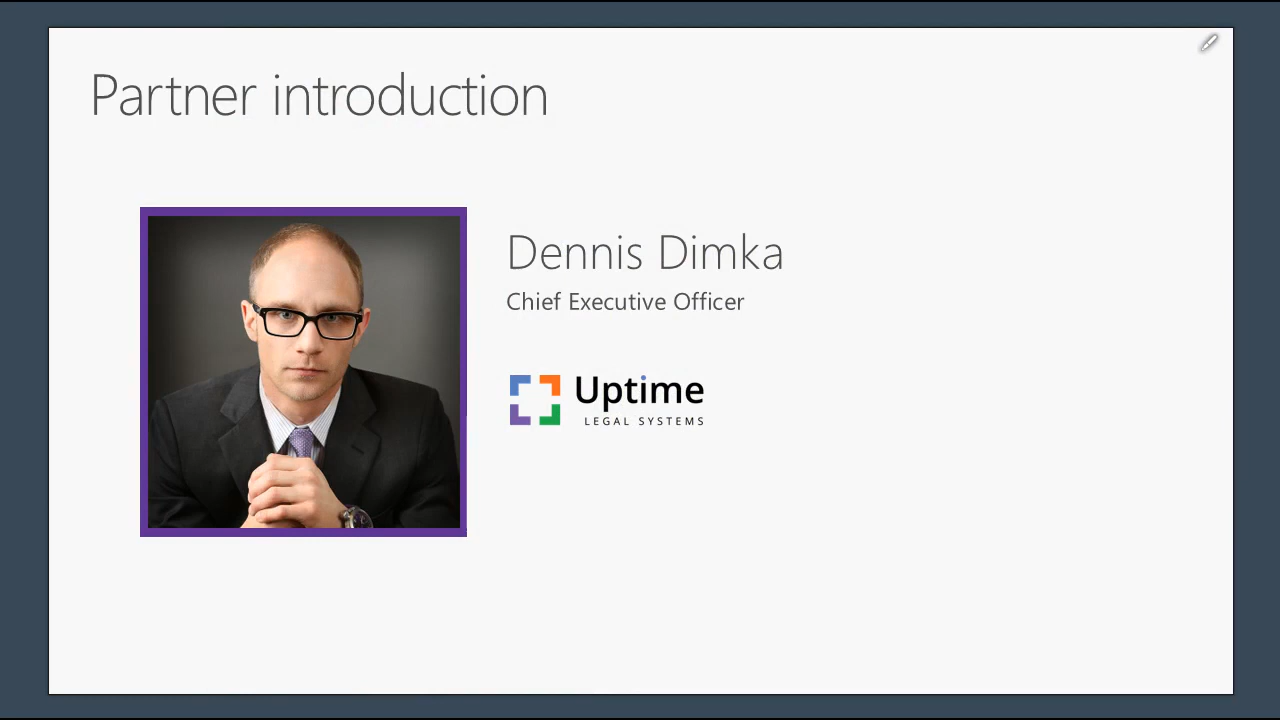 Partner introduction
Dennis Dimka
Chief Executive Officer
Uptime
LEGAL SYSTEMS